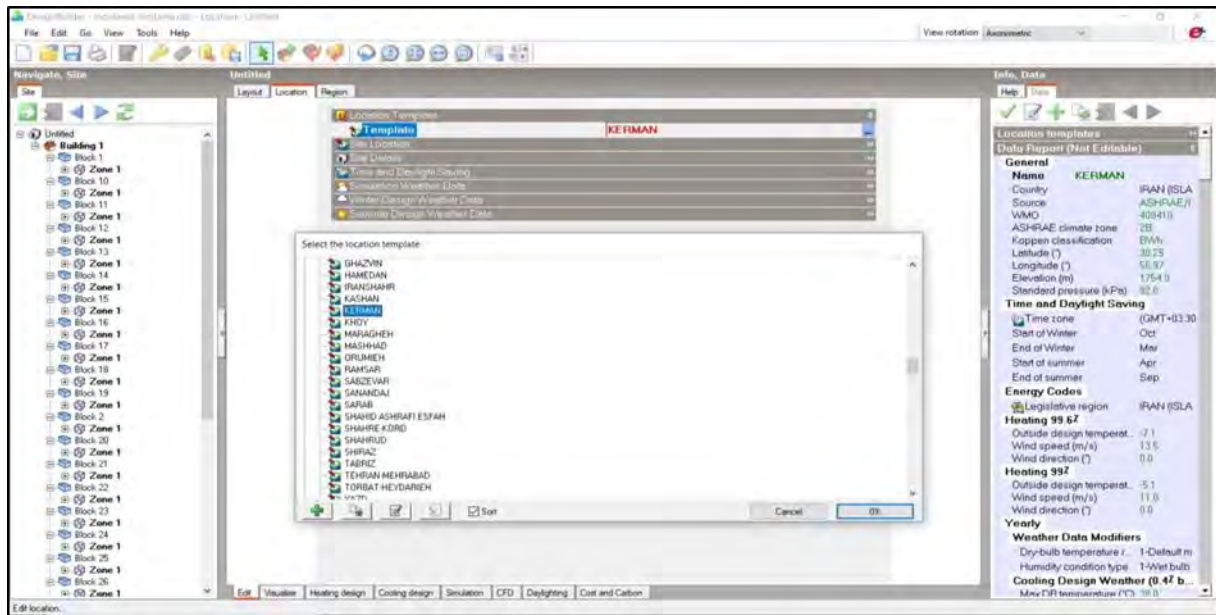 File Edit Go View Tools Help
View rotation Axonometric
Navigate, Site
Site
Untitled
Building 1
Block 1
Zone 1
Block 10
Zone 1
Block 11
Zone 1
Block 12
Zone 1
Block 13
Zone 1
Block 14
Zone 1
Block 15
Zone 1
Block 16
Zone 1
Block 17
Zone 1
Block 18
Zone 1
Block 19
Zone 1
Block 2
Zone 1
Block 20
Zone 1
Block 21
Zone 1
Block 22
Zone 1
Block 23
Zone 1
Block 24
Zone 1
Block 25
Zone 1
Block 26
Zone 1
Untitled
Layout Location Region
Location Template
Template KERMAN
Site Location
Site Details
Time and Daylight Saving
Simulation Weather Data
Winter Design Weather Data
Summer Design Weather Data
Select the location template
GHAZVIN
HAMEDAN
IRANSHAHR
KASHAN
KERMAN
KHOY
MARAGHEH
MASHHAD
ORUMIEH
RAMSAR
SABZEVAR
SANANDAJ
SARAB
SHAHID ASHRAFI ESFAH
SHAHRE-KORD
SHAHRUD
SHIRAZ
TABRIZ
TEHRAN-MEHRABAD
TORBAT-HEYDARIEH
YAZD
Sort
Cancel
OK
Edit Visualise Heating design Cooling design Simulation CFD Daylighting Cost and Carbon
Info, Data
Help Data
Location templates
Data Report (Not Editable)
General
Name KERMAN
Country IRAN (ISLA
Source ASHRAE/I
WMO 408410
ASHRAE climate zone 2B
Koppen classification BWh
Latitude (°) 30.25
Longitude (°) 56.97
Elevation (m) 1754.0
Standard pressure (kPa) 82.0
Time and Daylight Saving
Time zone (GMT+03:30
Start of Winter Oct
End of Winter Mar
Start of summer Apr
End of summer Sep
Energy Codes
Legislative region IRAN (ISLA
Heating 99.6%
Outside design temperat... -7.1
Wind speed (m/s) 13.5
Wind direction (°) 0.0
Heating 99%
Outside design temperat... -5.1
Wind speed (m/s) 11.0
Wind direction (°) 0.0
Yearly
Weather Data Modifiers
Dry-bulb temperature r... 1-Default m
Humidity condition type 1-Wet bulb
Cooling Design Weather (0.4% b...
Max DB temperature (°C)
Edit location